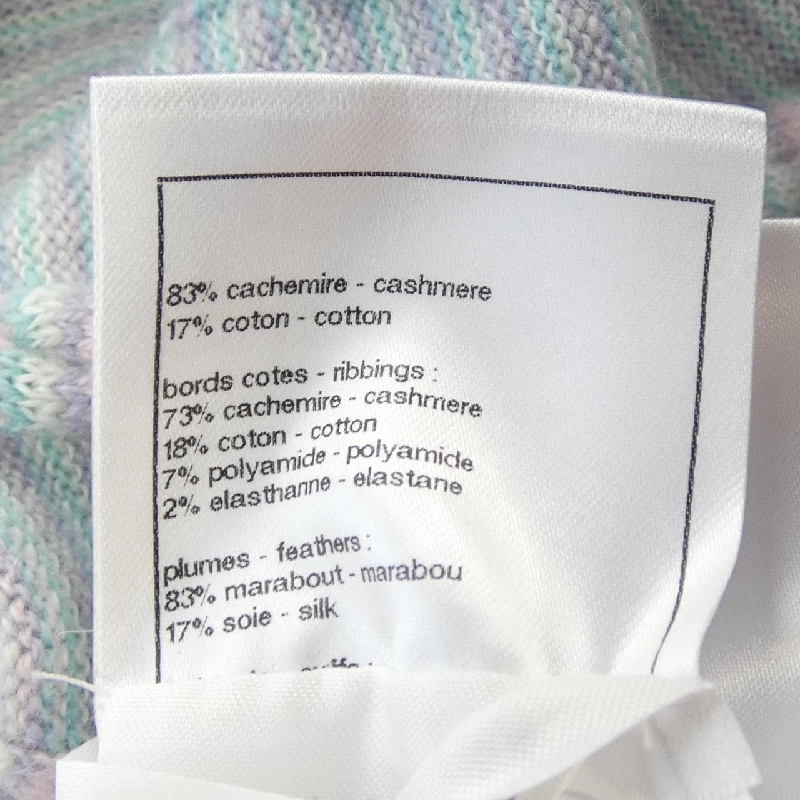 83% cachemire - cashmere
17% coton - cotton
bords cotes - ribbings :
73% cachemire - cashmere
18% coton - cotton
7% polyamide - polyamide
2% elasthanne - elastane
plumes - feathers :
83% marabout - marabou
17% soie - silk